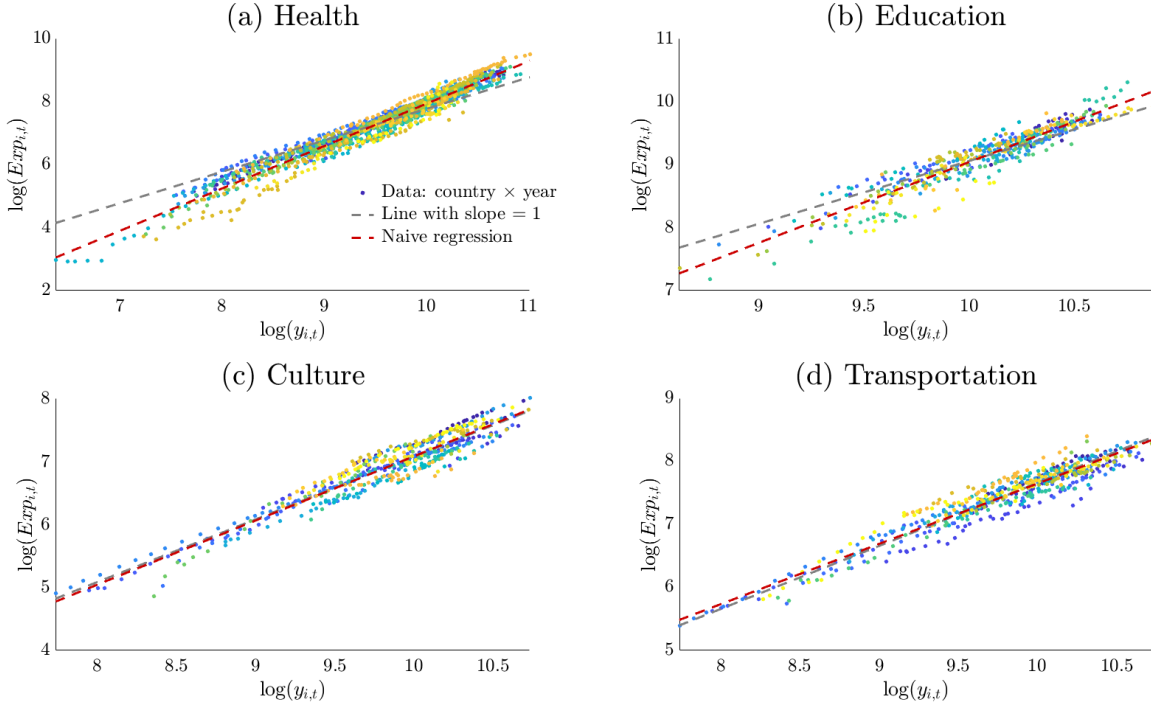 (a) Health
10
8
6
4
2
log(Exp_{i,t})
7
8
9
10
11
log(y_{i,t})
Data: country × year
Line with slope = 1
Naive regression
(b) Education
11
10
9
8
7
log(Exp_{i,t})
9
9.5
10
10.5
log(y_{i,t})
(c) Culture
8
7
6
5
4
log(Exp_{i,t})
8
8.5
9
9.5
10
10.5
log(y_{i,t})
(d) Transportation
9
8
7
6
5
log(Exp_{i,t})
8
8.5
9
9.5
10
10.5
log(y_{i,t})